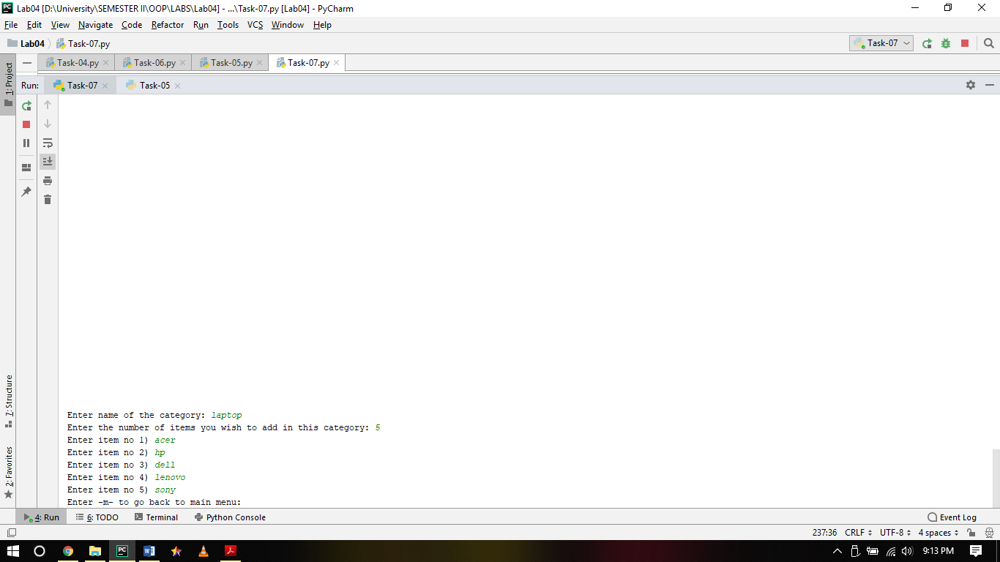 PC Lab04 [D:\University\SEMESTER II\OOP\LABS\Lab04] - ...\Task-07.py [Lab04] - PyCharm
File Edit View Navigate Code Refactor Run Tools VCS Window Help
Lab04 Task-07.py Task-07
Task-04.py Task-06.py Task-05.py Task-07.py
1: Project
Run: Task-07 Task-05
7: Structure
2: Favorites
Enter name of the category: laptop
Enter the number of items you wish to add in this category: 5
Enter item no 1) acer
Enter item no 2) hp
Enter item no 3) dell
Enter item no 4) lenovo
Enter item no 5) sony
Enter -m- to go back to main menu:
4: Run 6: TODO Terminal Python Console Event Log
237:36 CRLF UTF-8 4 spaces
PC W 9:13 PM